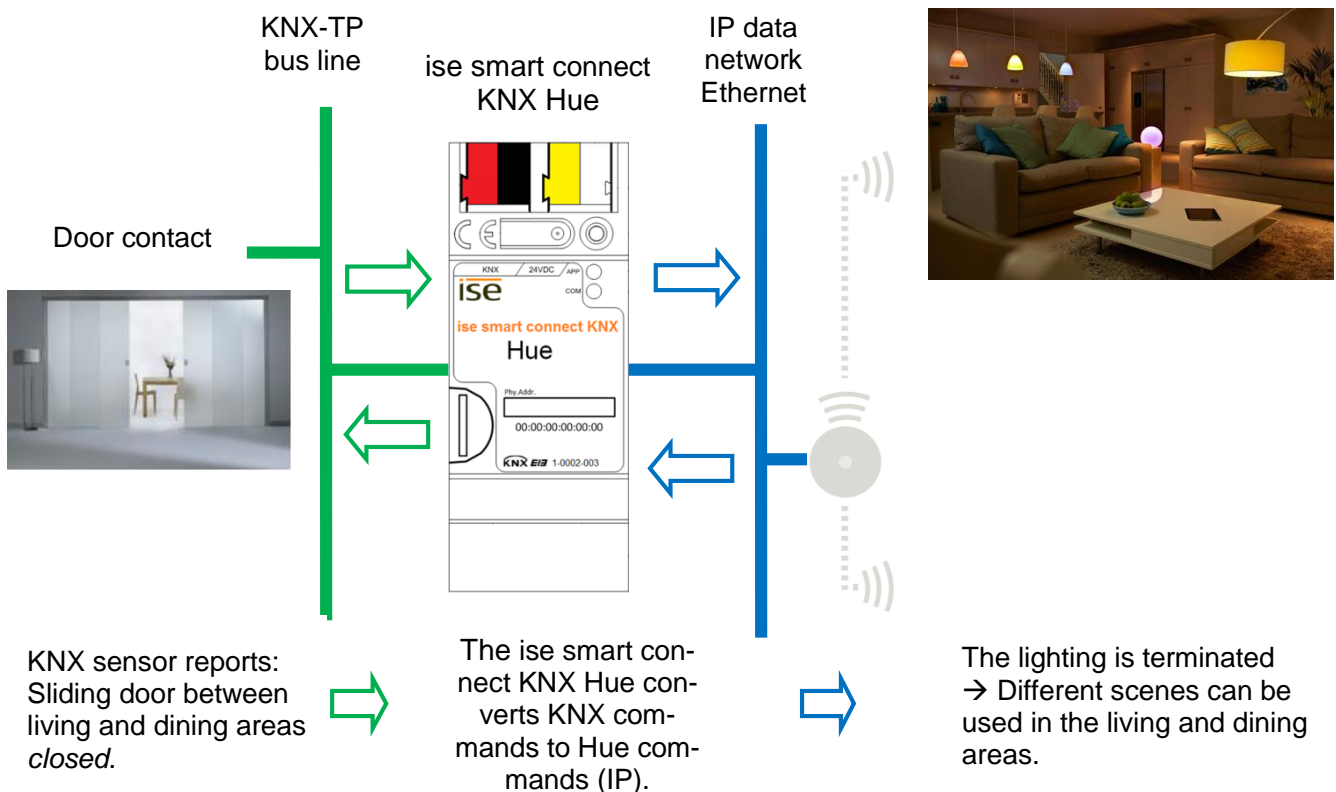 KNX-TP
bus line
ise smart connect
KNX Hue
IP data
network
Ethernet
Door contact
KNX
24VDC
APP
COM
ise
ise smart connect KNX
Hue
Phy.Addr.
00:00:00:00:00:00
KNX EIB 1-0002-003
KNX sensor reports:
Sliding door between
living and dining areas
closed.
The ise smart con-
nect KNX Hue con-
verts KNX com-
mands to Hue com-
mands (IP).
The lighting is terminated
→ Different scenes can be
used in the living and dining
areas.